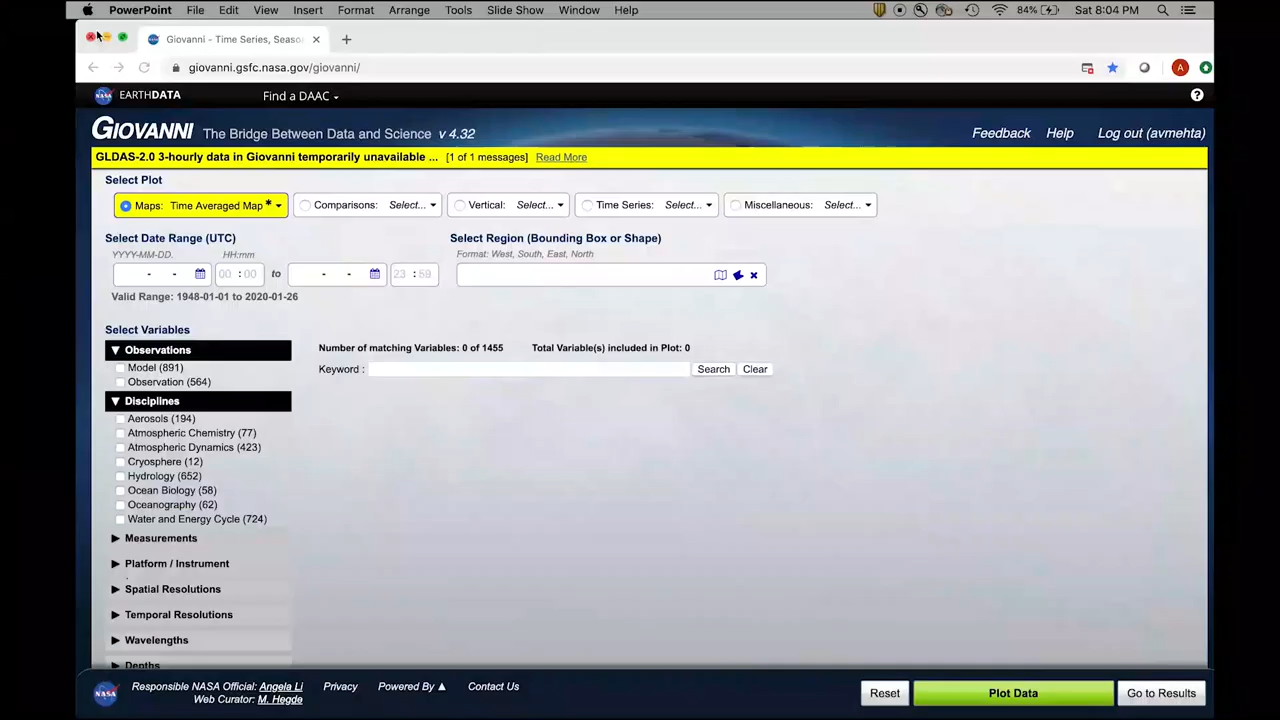 PowerPoint File Edit View Insert Format Arrange Tools Slide Show Window Help 84% Sat 8:04 PM
Giovanni - Time Series, Seaso
giovanni.gsfc.nasa.gov/giovanni/ A
NASA EARTHDATA Find a DAAC ?
GIOVANNI The Bridge Between Data and Science v 4.32 Feedback Help Log out (avmehta)
GLDAS-2.0 3-hourly data in Giovanni temporarily unavailable ... [1 of 1 messages] Read More
Select Plot
Maps: Time Averaged Map * Comparisons: Select... Vertical: Select... Time Series: Select... Miscellaneous: Select...
Select Date Range (UTC) Select Region (Bounding Box or Shape)
YYYY-MM-DD. HH:mm Format: West, South, East, North
- - 00 : 00 to - - 23 : 59
Valid Range: 1948-01-01 to 2020-01-26
Select Variables
Observations Number of matching Variables: 0 of 1455 Total Variable(s) included in Plot: 0
Model (891) Keyword : Search Clear
Observation (564)
Disciplines
Aerosols (194)
Atmospheric Chemistry (77)
Atmospheric Dynamics (423)
Cryosphere (12)
Hydrology (652)
Ocean Biology (58)
Oceanography (62)
Water and Energy Cycle (724)
Measurements
Platform / Instrument
Spatial Resolutions
Temporal Resolutions
Wavelengths
Depths
NASA Responsible NASA Official: Angela Li Privacy Powered By Contact Us Reset Plot Data Go to Results
Web Curator: M. Hegde